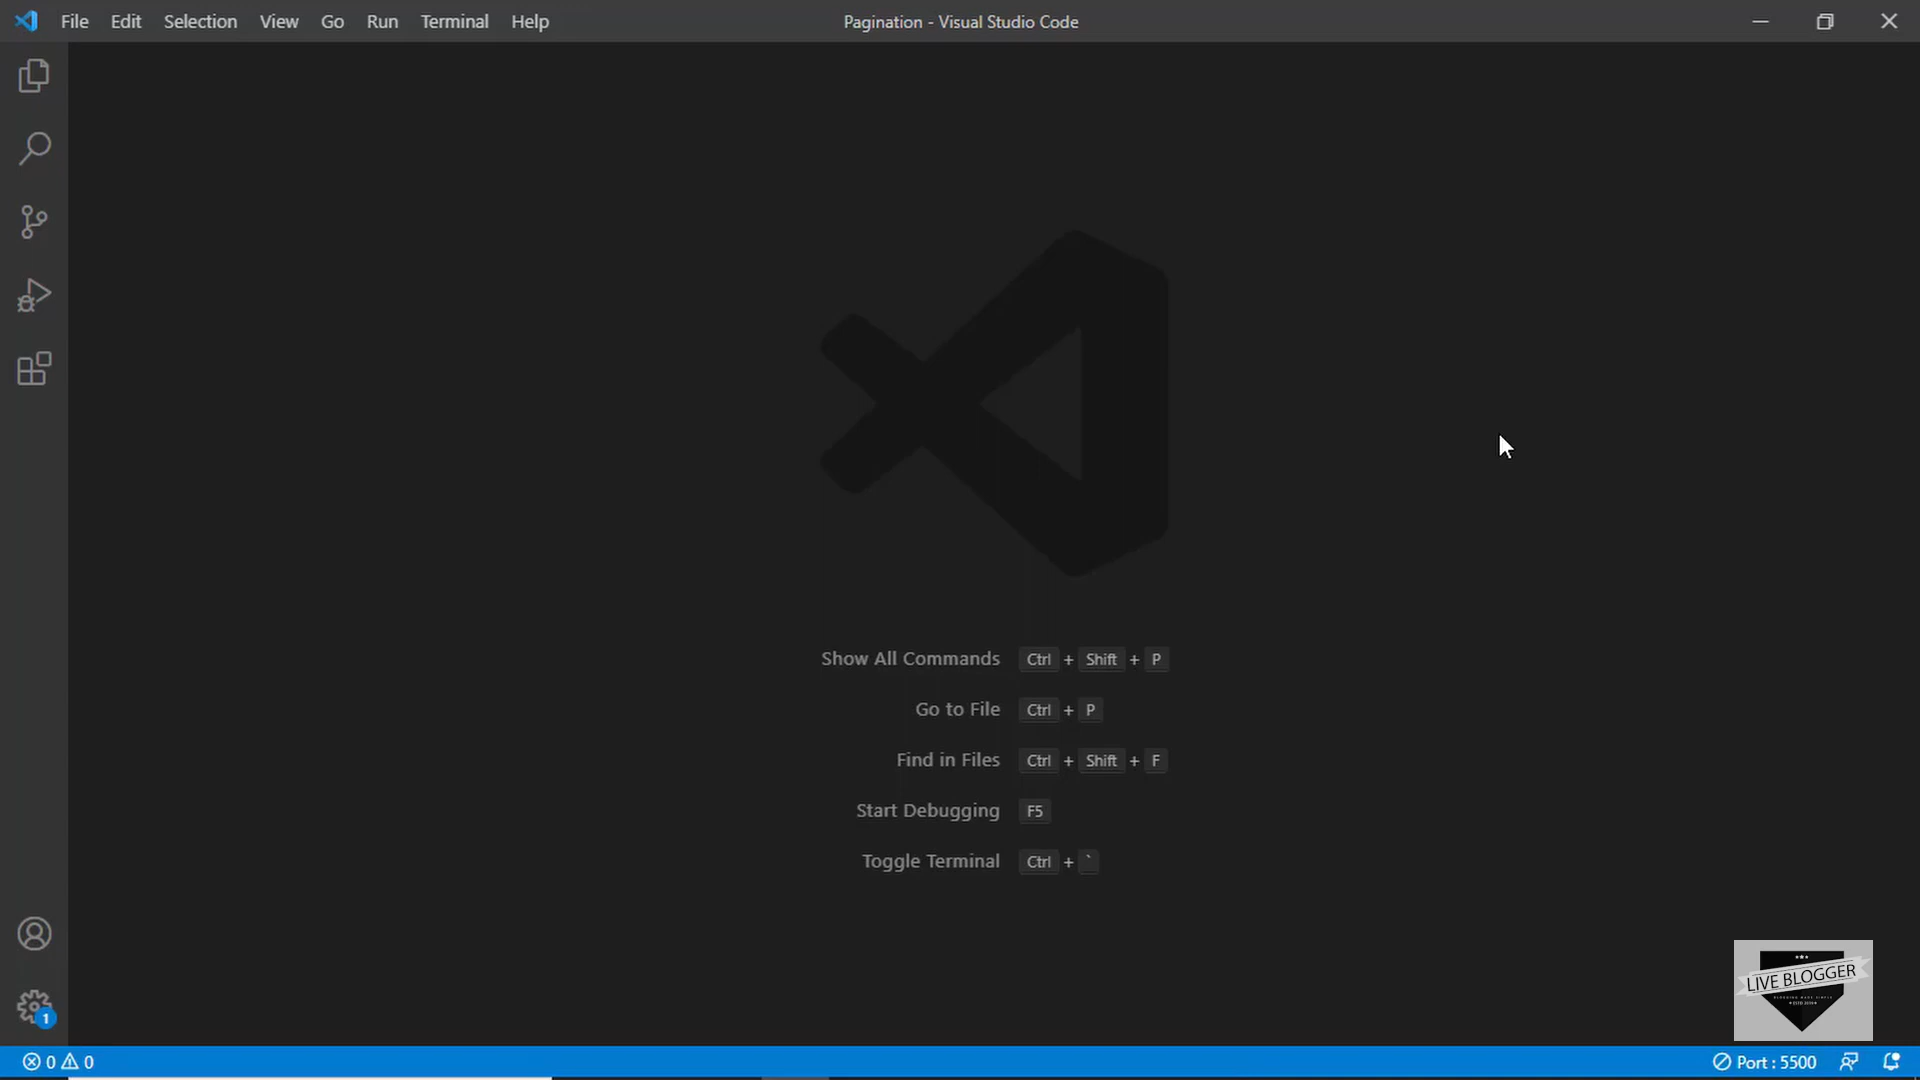 File Edit Selection View Go Run Terminal Help
Pagination - Visual Studio Code
Show All Commands Ctrl + Shift + P
Go to File Ctrl + P
Find in Files Ctrl + Shift + F
Start Debugging F5
Toggle Terminal Ctrl + `
1
LIVE BLOGGER
0 0
Port : 5500